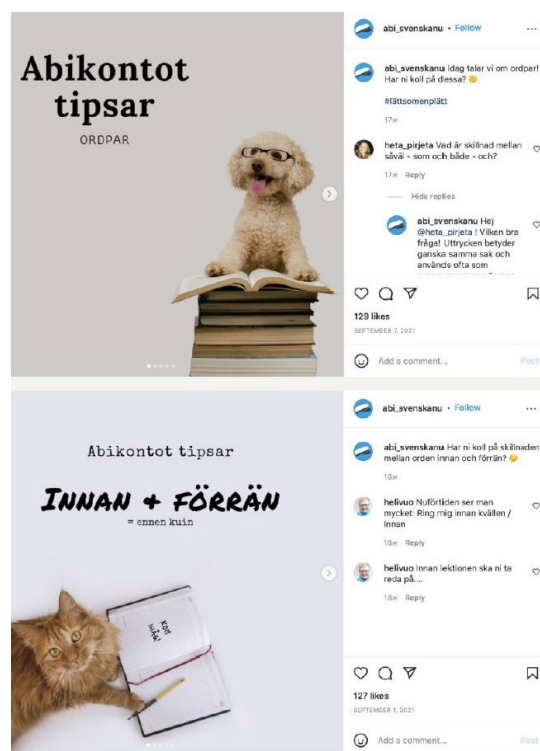 Abikontot
tipsar
ORDPAR
abi_svenskanu • Follow
abi_svenskanu Idag talar vi om ordpar!
Har ni koll på dessa?
#lättsomenplätt
17w
heta_pirjeta Vad är skillnad mellan
såväl - som och både - och?
17w Reply
Hide replies
abi_svenskanu Hej
@heta_pirjeta ! Vilken bra
fråga! Uttrycken betyder
ganska samma sak och
används ofta som
129 likes
SEPTEMBER 7, 2021
Add a comment...
Post
Abikontot tipsar
INNAN + FÖRRÄN
= ennen kuin
KOM
IHÅG!
abi_svenskanu • Follow
abi_svenskanu Har ni koll på skillnaden
mellan orden innan och förrän?
18w
helivuo Nuförtiden ser man
mycket: Ring mig innan kvällen /
Innan
18w Reply
helivuo Innan lektionen ska ni ta
reda på....
18w Reply
127 likes
SEPTEMBER 1, 2021
Add a comment...
Post